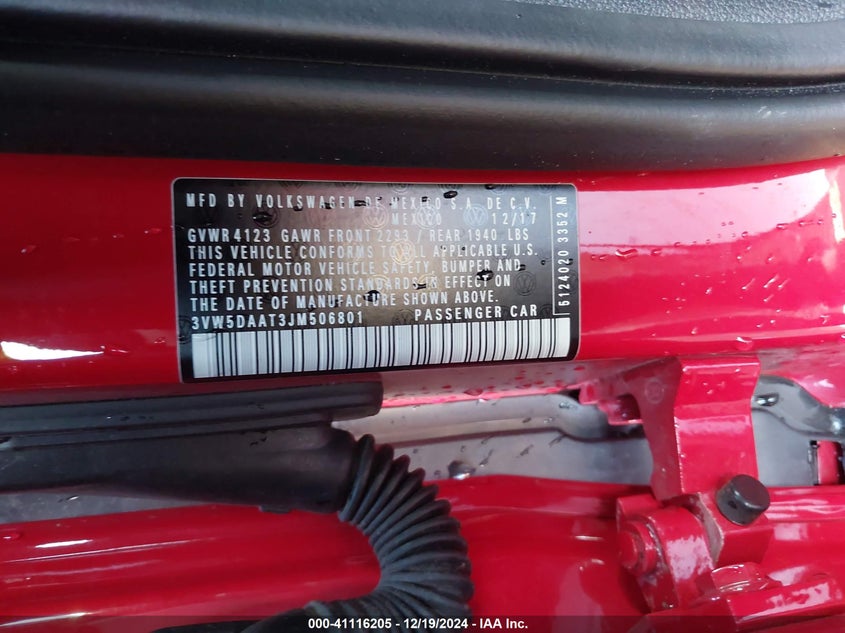 MFD BY VOLKSWAGEN DE MEXICO S.A. DE C.V.
MEXICO 12/17
GVWR 4123 GAWR FRONT 2293 / REAR 1940 LBS
THIS VEHICLE CONFORMS TO ALL APPLICABLE U.S.
FEDERAL MOTOR VEHICLE SAFETY, BUMPER AND
THEFT PREVENTION STANDARDS IN EFFECT ON
THE DATE OF MANUFACTURE SHOWN ABOVE.
3VW5DAAT3JM506801 PASSENGER CAR
5124020 3352 M
000-41116205 - 12/19/2024 - IAA Inc.